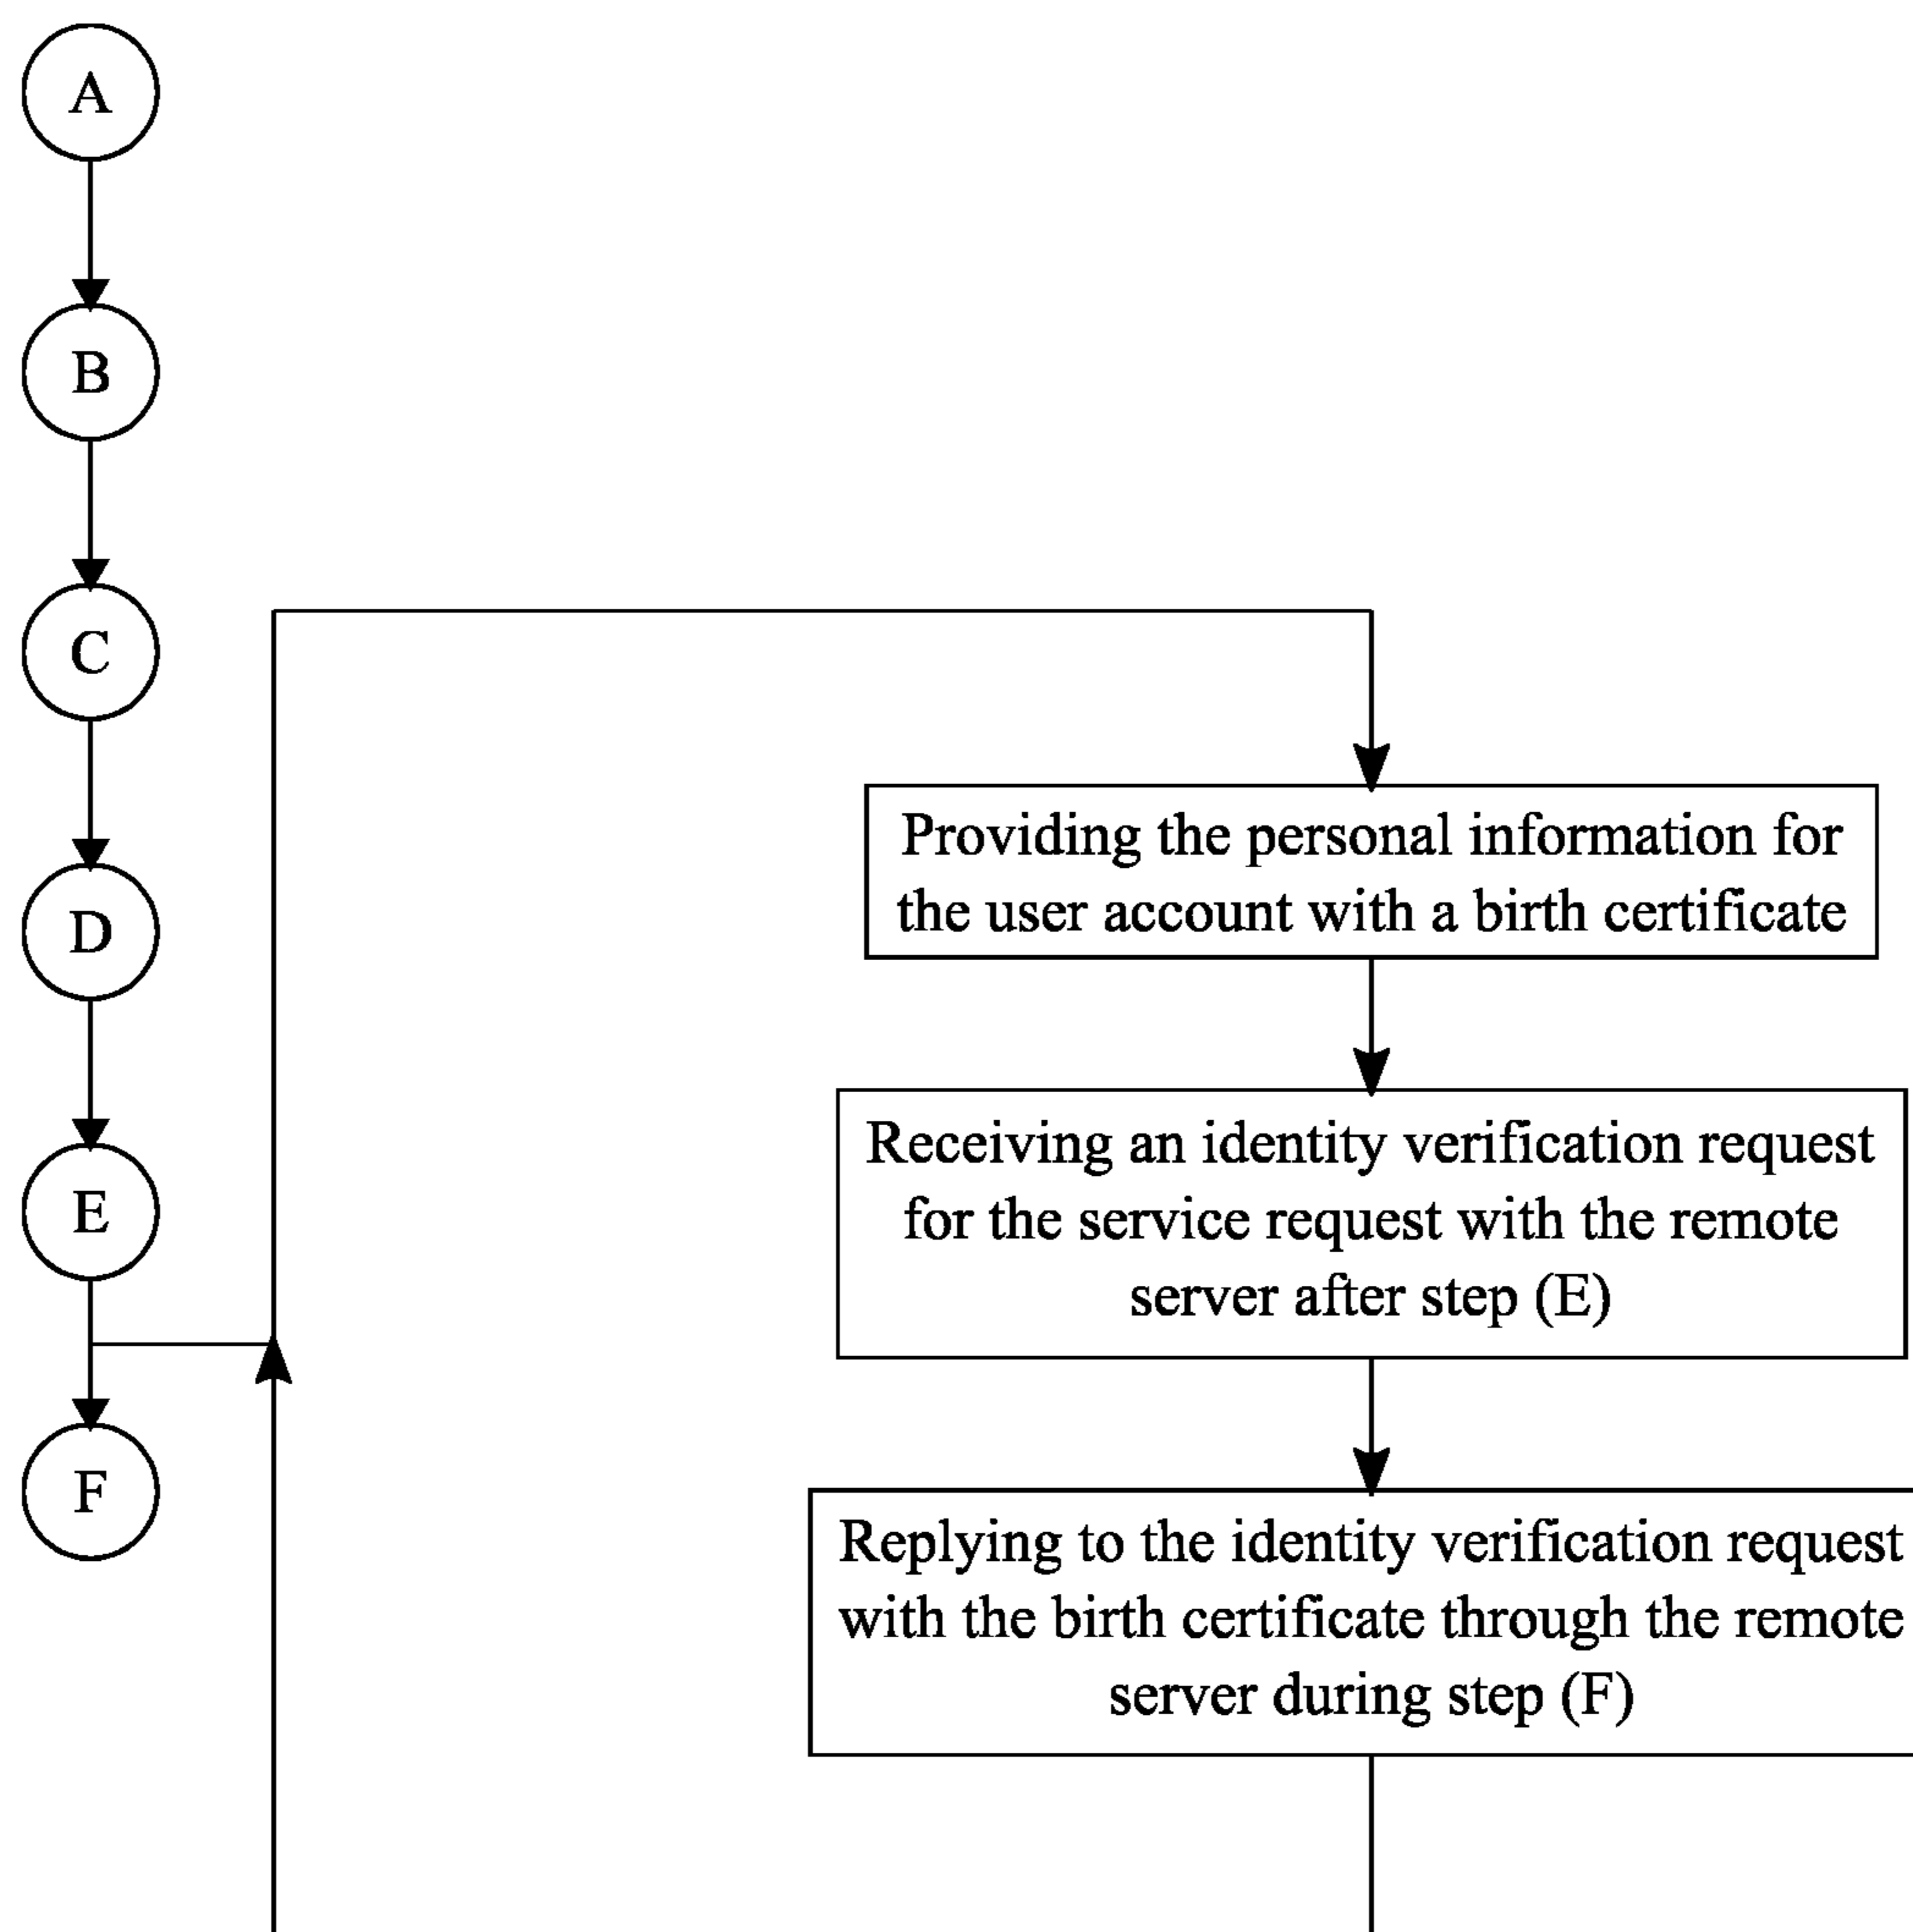 A
B
C
D
E
F
Providing the personal information for
the user account with a birth certificate
Receiving an identity verification request
for the service request with the remote
server after step (E)
Replying to the identity verification request
with the birth certificate through the remote
server during step (F)